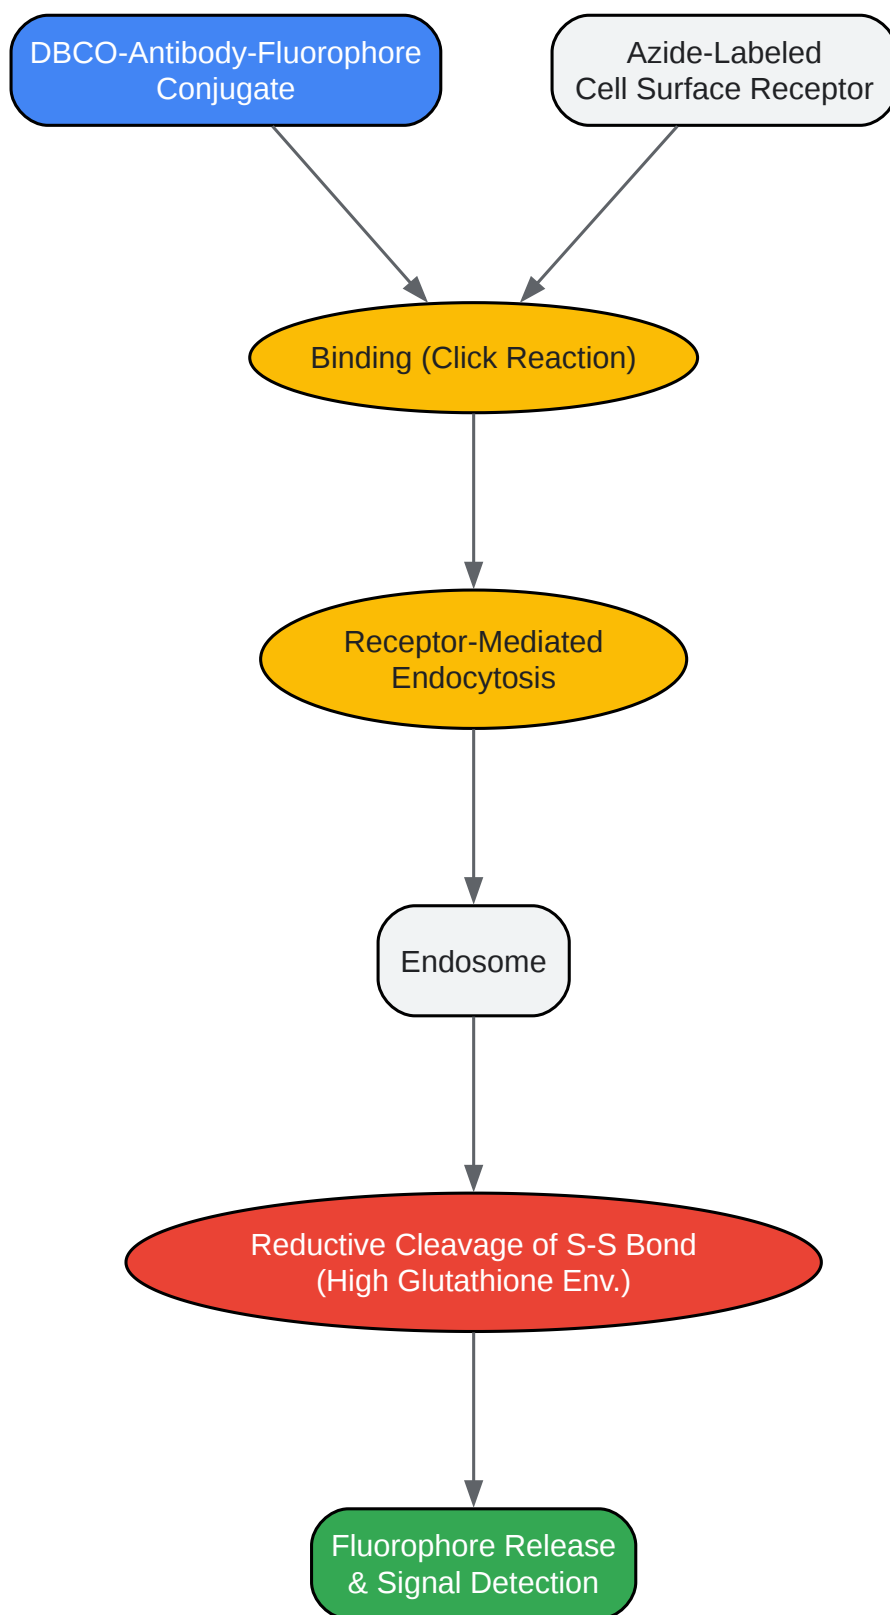 DBCO-Antibody-Fluorophore
Conjugate
Azide-Labeled
Cell Surface Receptor
Binding (Click Reaction)
Receptor-Mediated
Endocytosis
Endosome
Reductive Cleavage of S-S Bond
(High Glutathione Env.)
Fluorophore Release
& Signal Detection